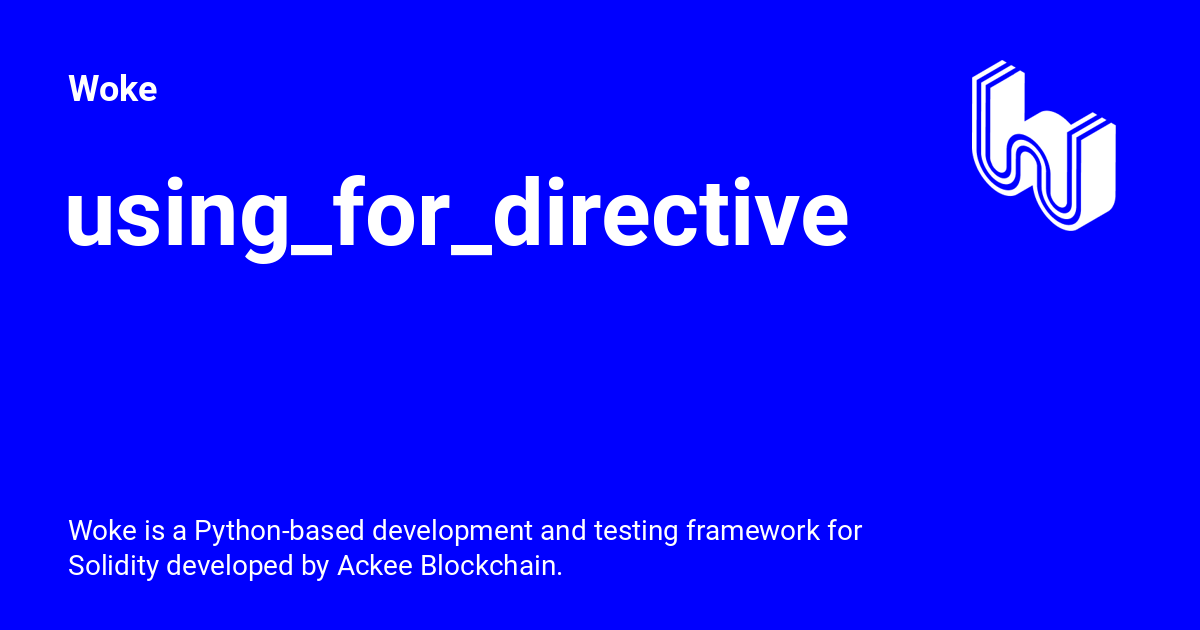 Woke
using_for_directive
Woke is a Python-based development and testing framework for
Solidity developed by Ackee Blockchain.